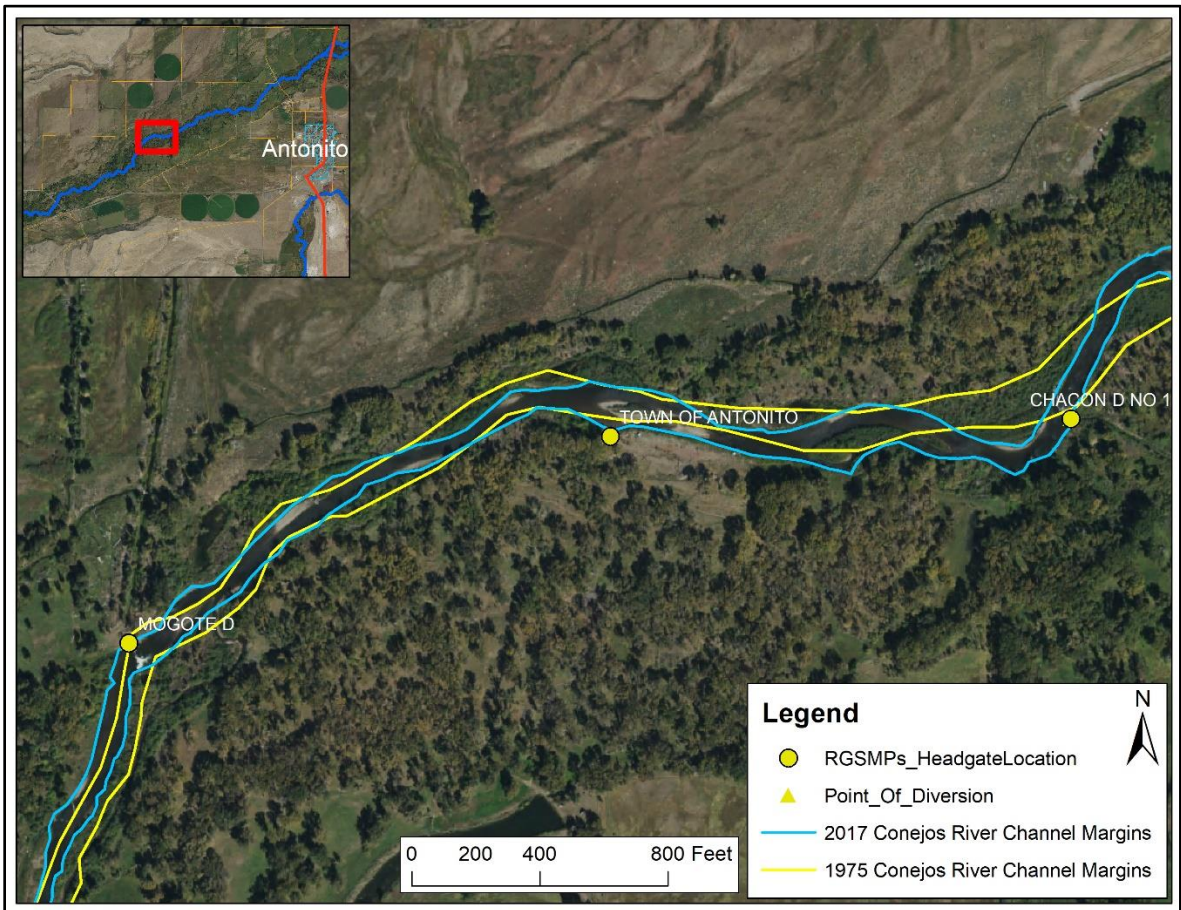 Antonito
CHACON D NO 1
TOWN OF ANTONITO
MOGOTE D
Legend
N
RGSMPs_HeadgateLocation
Point_Of_Diversion
2017 Conejos River Channel Margins
1975 Conejos River Channel Margins
0 200 400 800 Feet